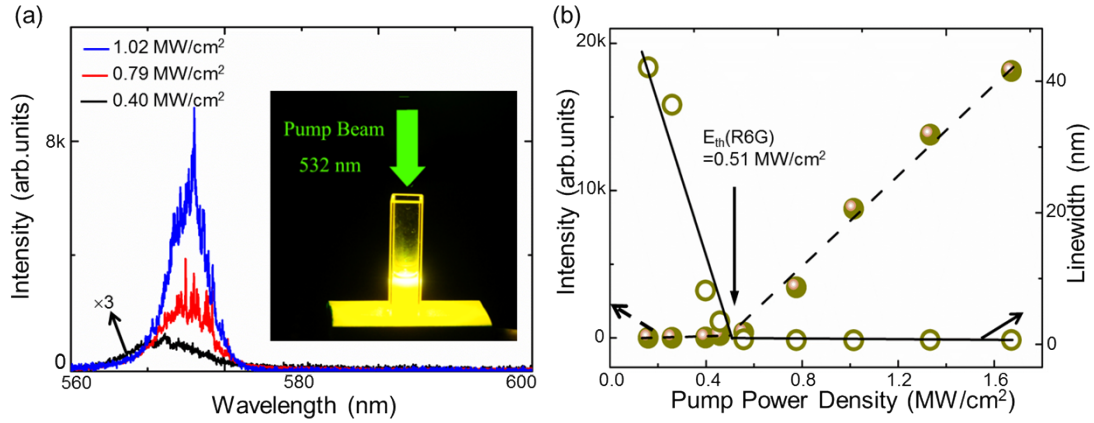 (a)
1.02 MW/cm²
0.79 MW/cm²
0.40 MW/cm²
Pump Beam
532 nm
×3
8k
0
560
580
600
Intensity (arb.units)
Wavelength (nm)
(b)
20k
10k
0
Intensity (arb.units)
Eth(R6G)
=0.51 MW/cm²
40
20
0
Linewidth (nm)
0.0
0.4
0.8
1.2
1.6
Pump Power Density (MW/cm²)